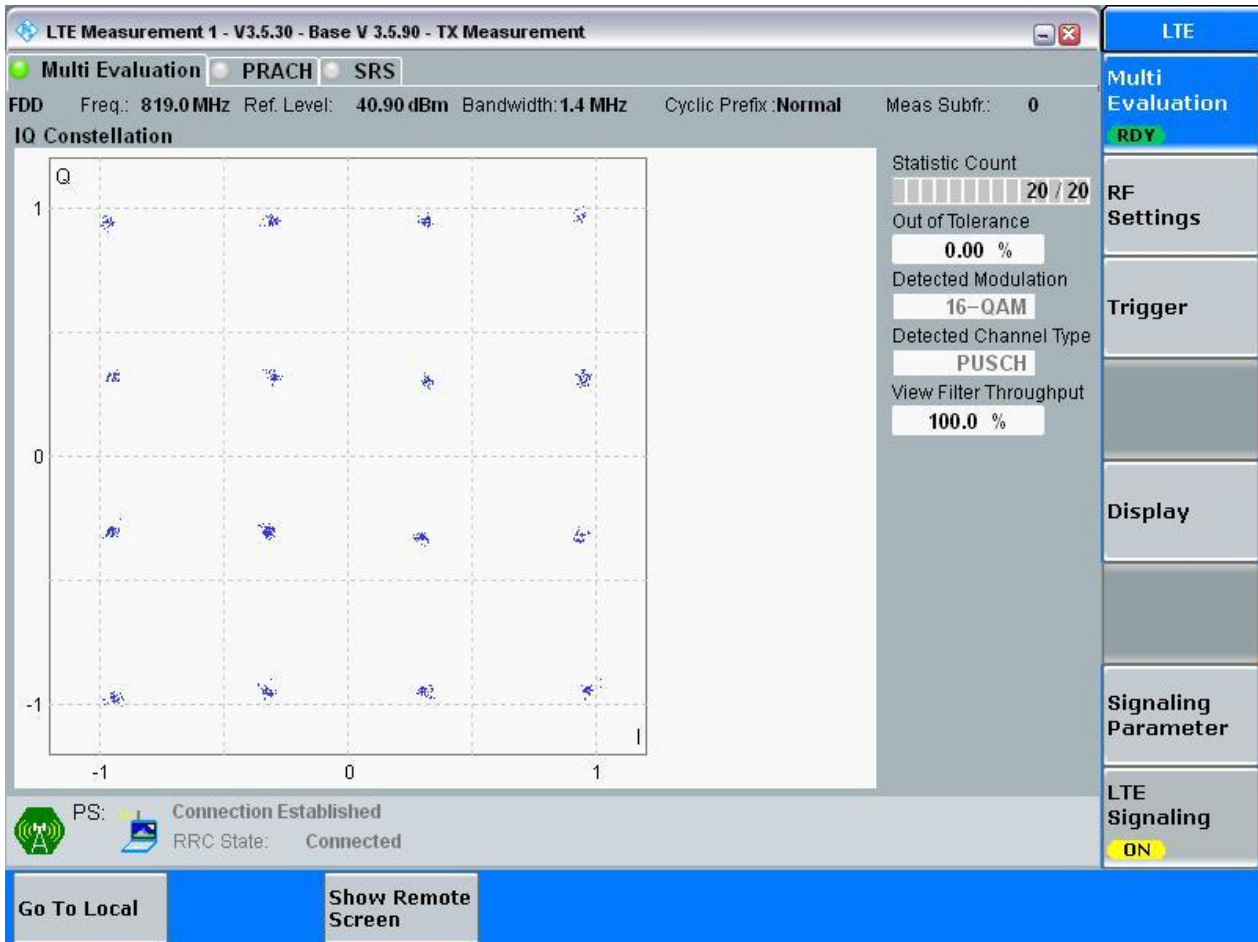 LTE Measurement 1 - V3.5.30 - Base V 3.5.90 - TX Measurement
LTE
Multi Evaluation PRACH SRS
Multi
Evaluation
RDY
FDD Freq.: 819.0 MHz Ref. Level: 40.90 dBm Bandwidth: 1.4 MHz Cyclic Prefix :Normal Meas Subfr.: 0
IQ Constellation
Q
1
0
-1
I
-1 0 1
Statistic Count
20 / 20
Out of Tolerance
0.00 %
Detected Modulation
16-QAM
Detected Channel Type
PUSCH
View Filter Throughput
100.0 %
RF
Settings
Trigger
Display
Signaling
Parameter
LTE
Signaling
ON
PS: Connection Established
RRC State: Connected
Go To Local
Show Remote
Screen